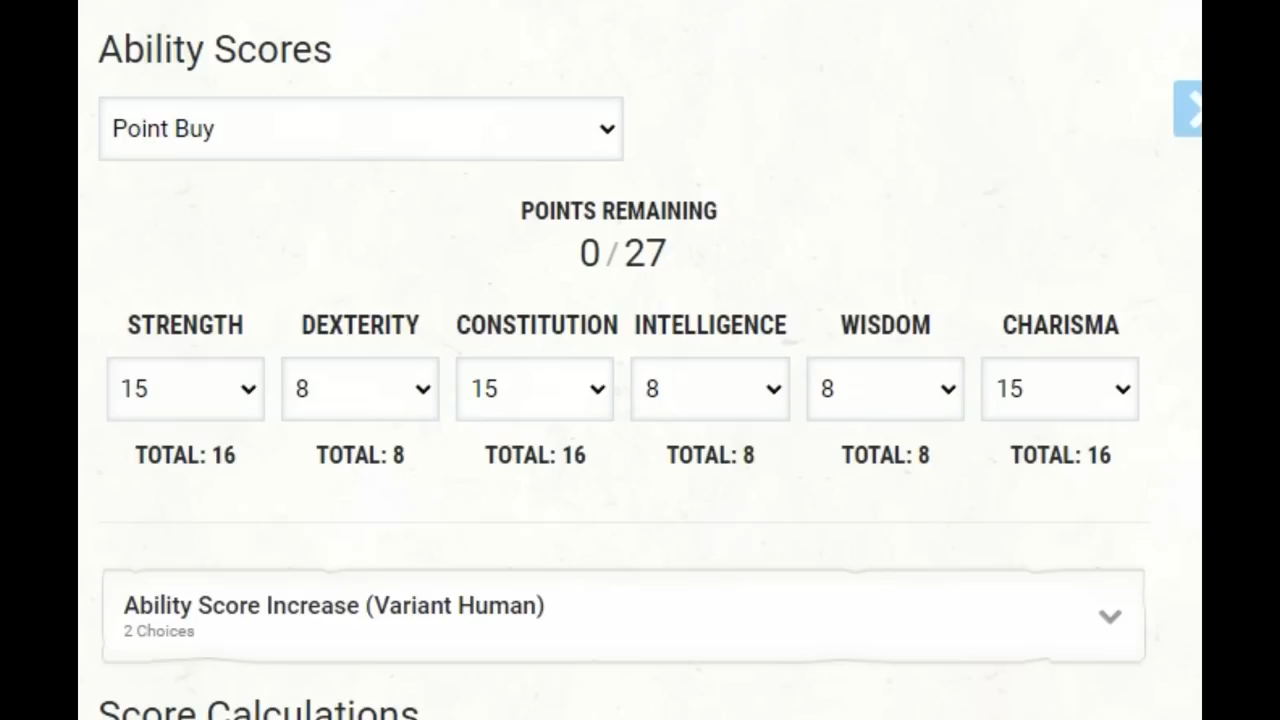 Ability Scores
Point Buy
POINTS REMAINING
0/27
STRENGTH DEXTERITY CONSTITUTION INTELLIGENCE WISDOM CHARISMA
15 8 15 8 8 15
TOTAL: 16 TOTAL: 8 TOTAL: 16 TOTAL: 8 TOTAL: 8 TOTAL: 16
Ability Score Increase (Variant Human)
2 Choices
Score Calculations